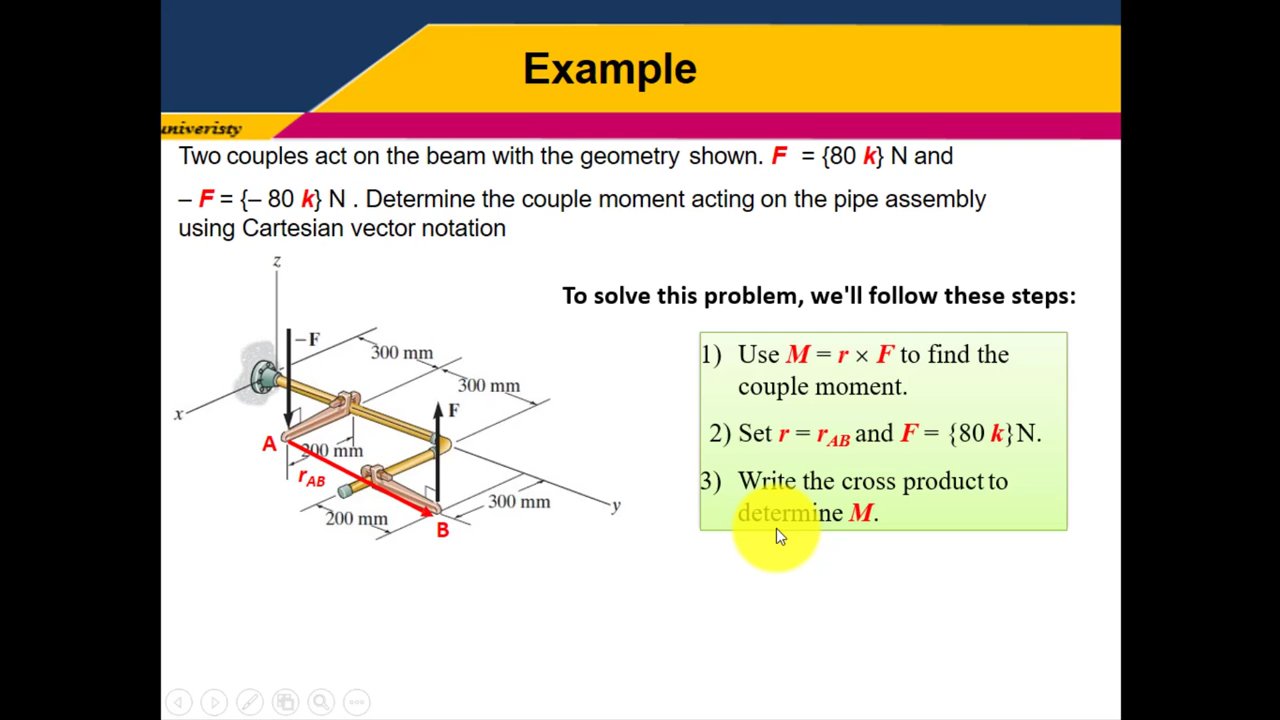 Example
univeristy
Two couples act on the beam with the geometry shown. F = {80 k} N and
– F = {– 80 k} N . Determine the couple moment acting on the pipe assembly
using Cartesian vector notation
z
To solve this problem, we'll follow these steps:
–F
300 mm
1) Use M = r × F to find the
couple moment.
300 mm
x
F
2) Set r = rAB and F = {80 k}N.
A
200 mm
rAB
3) Write the cross product to
determine M.
300 mm
y
200 mm
B